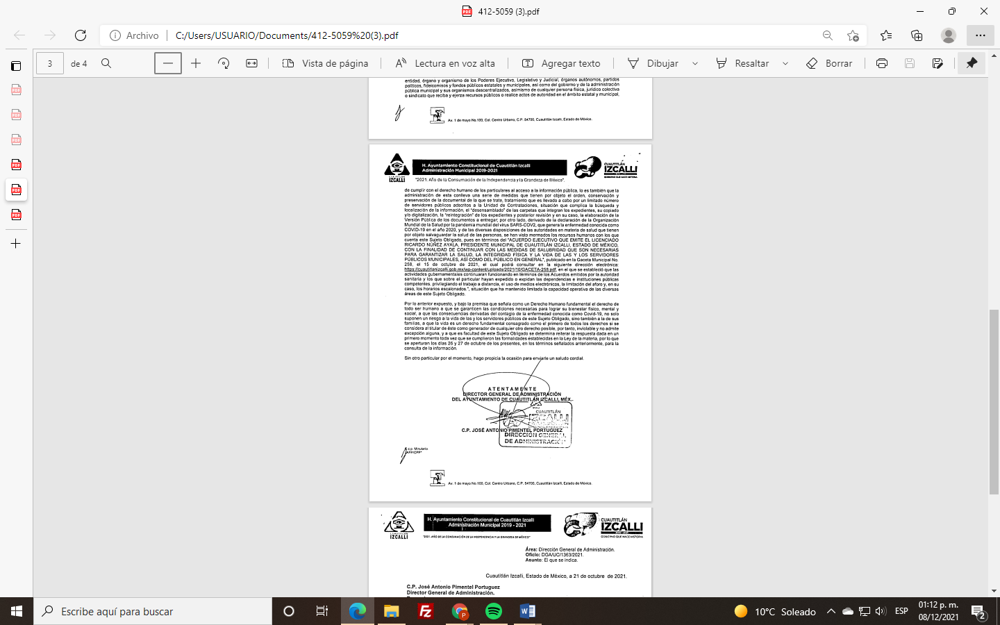 412-5059 (3).pdf
Archivo
C:/Users/USUARIO/Documents/412-5059%20(3).pdf
3 de 4
Vista de página
Lectura en voz alta
Agregar texto
Dibujar
Resaltar
Borrar
entidad, órgano y organismo de los Poderes Ejecutivo, Legislativo y Judicial, órganos autónomos, partidos
políticos, fideicomisos y fondos públicos estatales y municipales, así como del gobierno y de la administración
pública municipal y sus organismos descentralizados, asimismo de cualquier persona física, jurídico colectiva
o sindicato que reciba y ejerza recursos públicos o realice actos de autoridad en el ámbito estatal y municipal,
Av. 1 de mayo No.100, Col. Centro Urbano, C.P. 54700, Cuautitlán Izcalli, Estado de México.
CUAUTITLÁN
IZCALLI
H. Ayuntamiento Constitucional de Cuautitlán Izcalli
Administración Municipal 2019-2021
CUAUTITLÁN
IZCALLI
GOBIERNO QUE HACE HISTORIA
"2021. Año de la Consumación de la Independencia y la Grandeza de México".
de cumplir con el derecho humano de los particulares al acceso a la información pública, lo es también que la
administración de esta conlleva una serie de medidas que tienen por objeto el orden, conservación y
preservación de la documental de la que se trate, tratamiento que es llevado a cabo por un limitado número
de servidores públicos adscritos a la Unidad de Contrataciones, situación que complica la búsqueda y
localización de la información, el "desensamblado" de las carpetas que integran los expedientes, su copiado
y/o digitalización, la "reintegración" de los expedientes y posterior revisión y en su caso, la elaboración de la
Versión Pública de los documentos a entregar; por otro lado, derivado de la declaración de la Organización
Mundial de la Salud por la pandemia mundial del virus SARS-COV2, que genera la enfermedad conocida como
COVID-19 en el año 2020, y de las diversas disposiciones de las autoridades en materia de salud que tienen
por objeto salvaguardar la salud de las personas, se han visto mermados los recursos humanos con los que
cuenta este Sujeto Obligado, pues en términos del "ACUERDO EJECUTIVO QUE EMITE EL LICENCIADO
RICARDO NÚÑEZ AYALA, PRESIDENTE MUNICIPAL DE CUAUTITLÁN IZCALLI, ESTADO DE MÉXICO,
CON LA FINALIDAD DE CONTINUAR CON LAS MEDIDAS DE SALUBRIDAD QUE SON NECESARIAS
PARA GARANTIZAR LA SALUD, LA INTEGRIDAD FÍSICA Y LA VIDA DE LAS Y LOS SERVIDORES
PÚBLICOS MUNICIPALES, ASÍ COMO DEL PÚBLICO EN GENERAL", publicado en la Gaceta Municipal No.
258, el 15 de octubre de 2021, el cual podrá consultar en la siguiente dirección electrónica:
https://cuautitlanizcalli.gob.mx/wp-content/uploads/2021/10/GACETA-258.pdf, en el que se estableció que las
actividades gubernamentales continuaran funcionando en términos de los Acuerdos emitidos por la autoridad
sanitaria y los que sobre el particular hayan expedido o expidan las dependencias e instituciones públicas
competentes, privilegiando el trabajo a distancia, el uso de medios electrónicos, la limitación del aforo y, en su
caso, los horarios escalonados.", situación que ha mantenido limitada la capacidad operativa de las diversas
áreas de este Sujeto Obligado.
Por lo anterior expuesto, y bajo la premisa que señala como un Derecho Humano fundamental el derecho de
todo ser humano a que se garanticen las condiciones necesarias para lograr su bienestar físico, mental y
social, a que las consecuencias derivadas del contagio de la enfermedad conocida como Covid-19, no solo
suponen un riesgo a la vida de las y los servidores públicos de este Sujeto Obligado, sino también a la de sus
familias, a que la vida es un derecho fundamental consagrado como el primero de todos los derechos si se
considera al titular de éste como generador de cualquier otro derecho posible, por tanto, inviolable y no admite
excepción alguna; y a que es facultad de este Sujeto Obligado se determina reiterar la respuesta dada en un
primer momento toda vez que se cumplieron las formalidades establecidas en la Ley de la materia, por lo que
se aperturan los días 26 y 27 de octubre de los presentes, en los términos señalados anteriormente, para la
consulta de la información.
Sin otro particular por el momento, hago propicia la ocasión para enviarle un saludo cordial.
A T E N T A M E N T E
DIRECTOR GENERAL DE ADMINISTRACIÓN
DEL AYUNTAMIENTO DE CUAUTITLÁN IZCALLI, MÉX..
CUAUTITLÁN
IZCALLI
C.P. JOSÉ ANTONIO PIMENTEL PORTUGUEZ
DIRECCIÓN GENERAL
DE ADMINISTRACIÓN
c.c.p. Minutario.
Av. 1 de mayo No.100, Col. Centro Urbano, C.P. 54700, Cuautitlán Izcalli, Estado de México.
CUAUTITLÁN
IZCALLI
H. Ayuntamiento Constitucional de Cuautitlán Izcalli
Administración Municipal 2019 - 2021
CUAUTITLÁN
IZCALLI
GOBIERNO QUE HACE HISTORIA
"2021. AÑO DE LA CONSUMACIÓN DE LA INDEPENDENCIA Y LA GRANDEZA DE MÉXICO"
Área: Dirección General de Administración.
Oficio: DGA/UC/1363/2021.
Asunto: El que se indica.
Cuautitlán Izcalli, Estado de México, a 21 de octubre de 2021.
C.P. José Antonio Pimentel Portuguez
Director General de Administración.
Escribe aquí para buscar
10°C Soleado
ESP
01:12 p. m.
08/12/2021
2